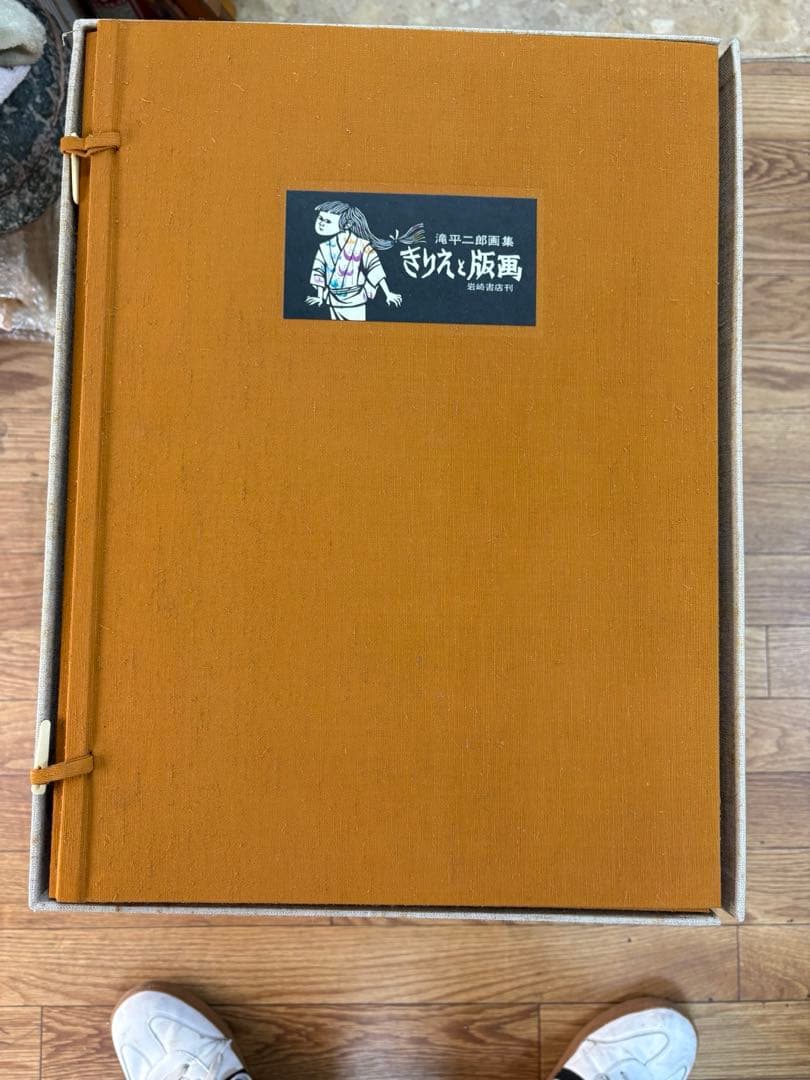 滝平二郎画集
きりえと版画
岩崎書店刊